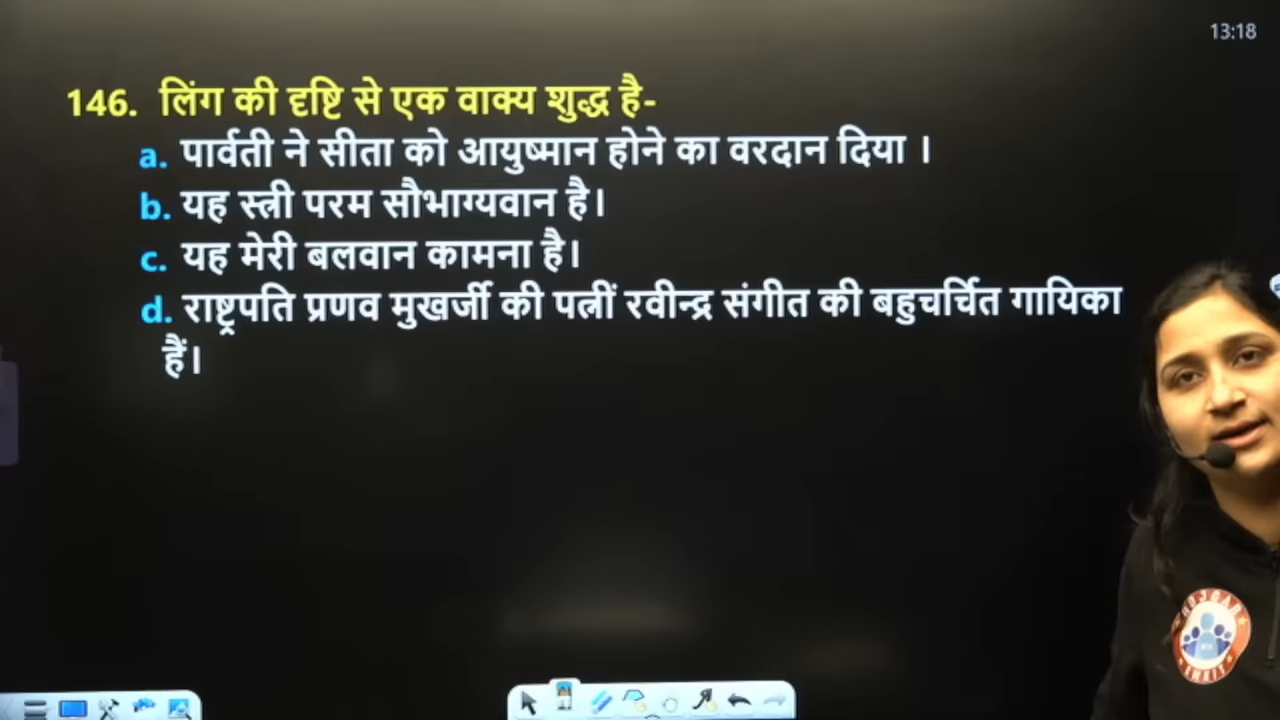 13:18
146. लिंग की दृष्टि से एक वाक्य शुद्ध है-
a. पार्वती ने सीता को आयुष्मान होने का वरदान दिया ।
b. यह स्त्री परम सौभाग्यवान है।
c. यह मेरी बलवान कामना है।
d. राष्ट्रपति प्रणव मुखर्जी की पत्नीं रवीन्द्र संगीत की बहुचर्चित गायिका
हैं।